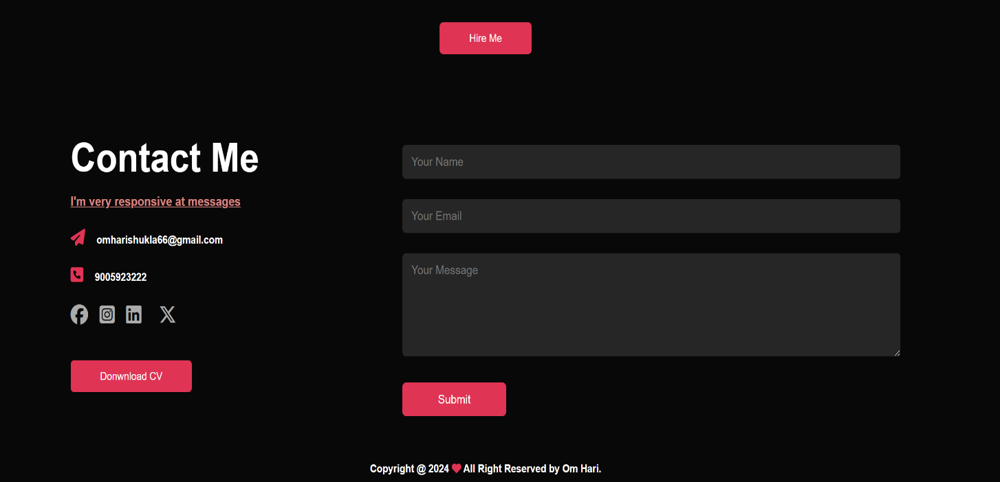 Hire Me
Contact Me
I'm very responsive at messages
omharishukla66@gmail.com
9005923222
Donwnload CV
Your Name
Your Email
Your Message
Submit
Copyright @ 2024 ❤ All Right Reserved by Om Hari.